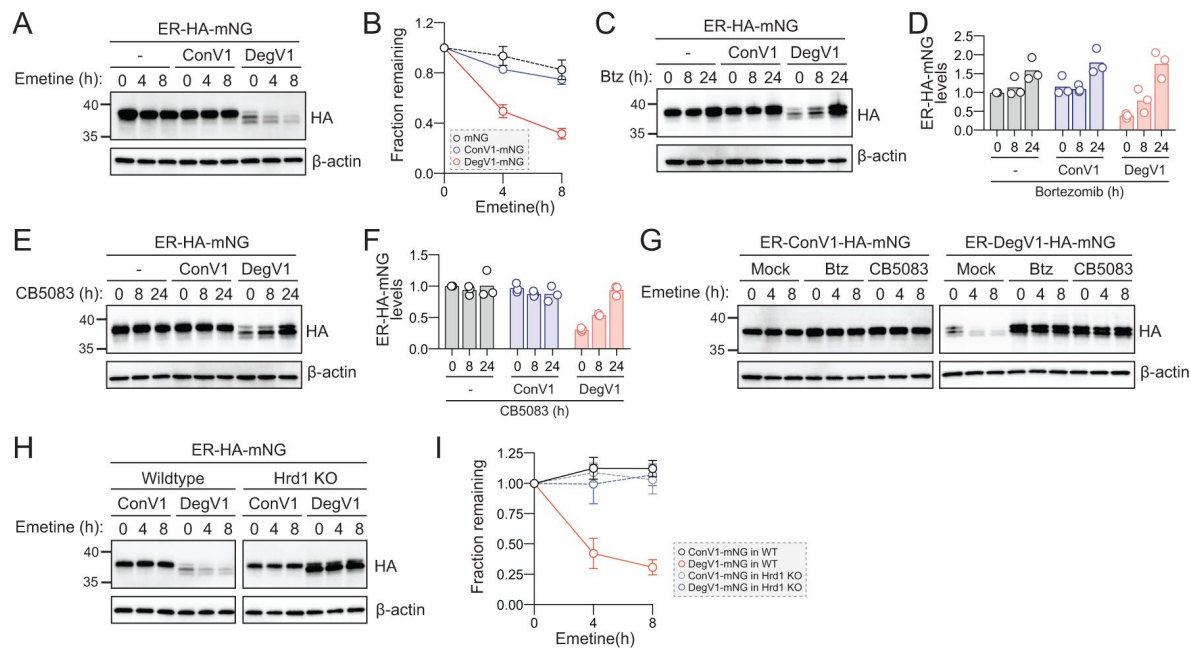 A
ER-HA-mNG
- ConV1 DegV1
Emetine (h): 0 4 8 0 4 8 0 4 8
40
35
HA
β-actin
B
Fraction remaining
1.2
0.8
0.4
0.0
mNG
ConV1-mNG
DegV1-mNG
0 4 8
Emetine(h)
C
ER-HA-mNG
- ConV1 DegV1
Btz (h): 0 8 24 0 8 24 0 8 24
40
35
HA
β-actin
D
ER-HA-mNG
levels
2.5
2.0
1.5
1.0
0.5
0.0
0 8 24 0 8 24 0 8 24
- ConV1 DegV1
Bortezomib (h)
E
ER-HA-mNG
- ConV1 DegV1
CB5083 (h): 0 8 24 0 8 24 0 8 24
40
35
HA
β-actin
F
ER-HA-mNG
levels
1.5
1.0
0.5
0.0
0 8 24 0 8 24 0 8 24
- ConV1 DegV1
CB5083 (h)
G
ER-ConV1-HA-mNG ER-DegV1-HA-mNG
Mock Btz CB5083 Mock Btz CB5083
Emetine (h): 0 4 8 0 4 8 0 4 8 0 4 8 0 4 8 0 4 8
40
35
HA
β-actin
H
ER-HA-mNG
Wildtype Hrd1 KO
ConV1 DegV1 ConV1 DegV1
Emetine (h): 0 4 8 0 4 8 0 4 8 0 4 8
40
35
HA
β-actin
I
Fraction remaining
1.25
1.00
0.75
0.50
0.25
0.00
0 4 8
Emetine(h)
ConV1-mNG in WT
DegV1-mNG in WT
ConV1-mNG in Hrd1 KO
DegV1-mNG in Hrd1 KO